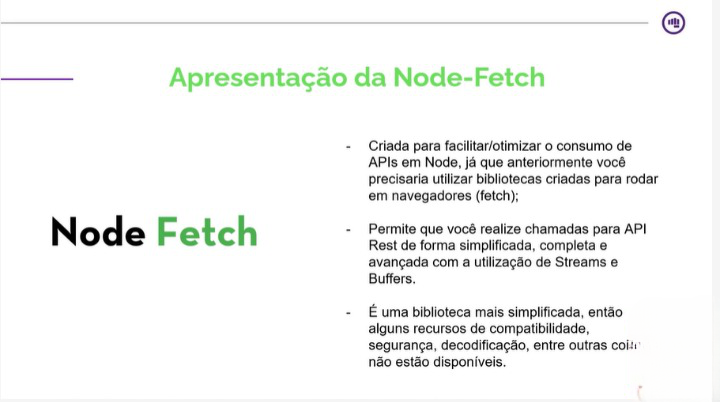 Apresentação da Node-Fetch
Node Fetch
- Criada para facilitar/otimizar o consumo de
APIs em Node, já que anteriormente você
precisaria utilizar bibliotecas criadas para rodar
em navegadores (fetch);
- Permite que você realize chamadas para API
Rest de forma simplificada, completa e
avançada com a utilização de Streams e
Buffers.
- É uma biblioteca mais simplificada, então
alguns recursos de compatibilidade,
segurança, decodificação, entre outras
não estão disponíveis.